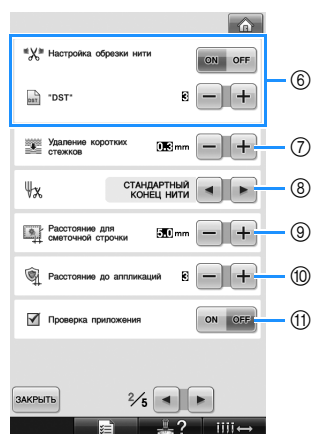 Настройка обрезки нити
ON OFF
⑥
DST
"DST"
3
− +
Удаление коротких
стежков
0.3 mm
− +
⑦
СТАНДАРТНЫЙ
КОНЕЦ НИТИ
⑧
Расстояние для
сметочной строчки
5.0 mm
− +
⑨
Расстояние до аппликаций
3
− +
⑩
Проверка приложения
ON OFF
⑪
ЗАКРЫТЬ
2/5
?